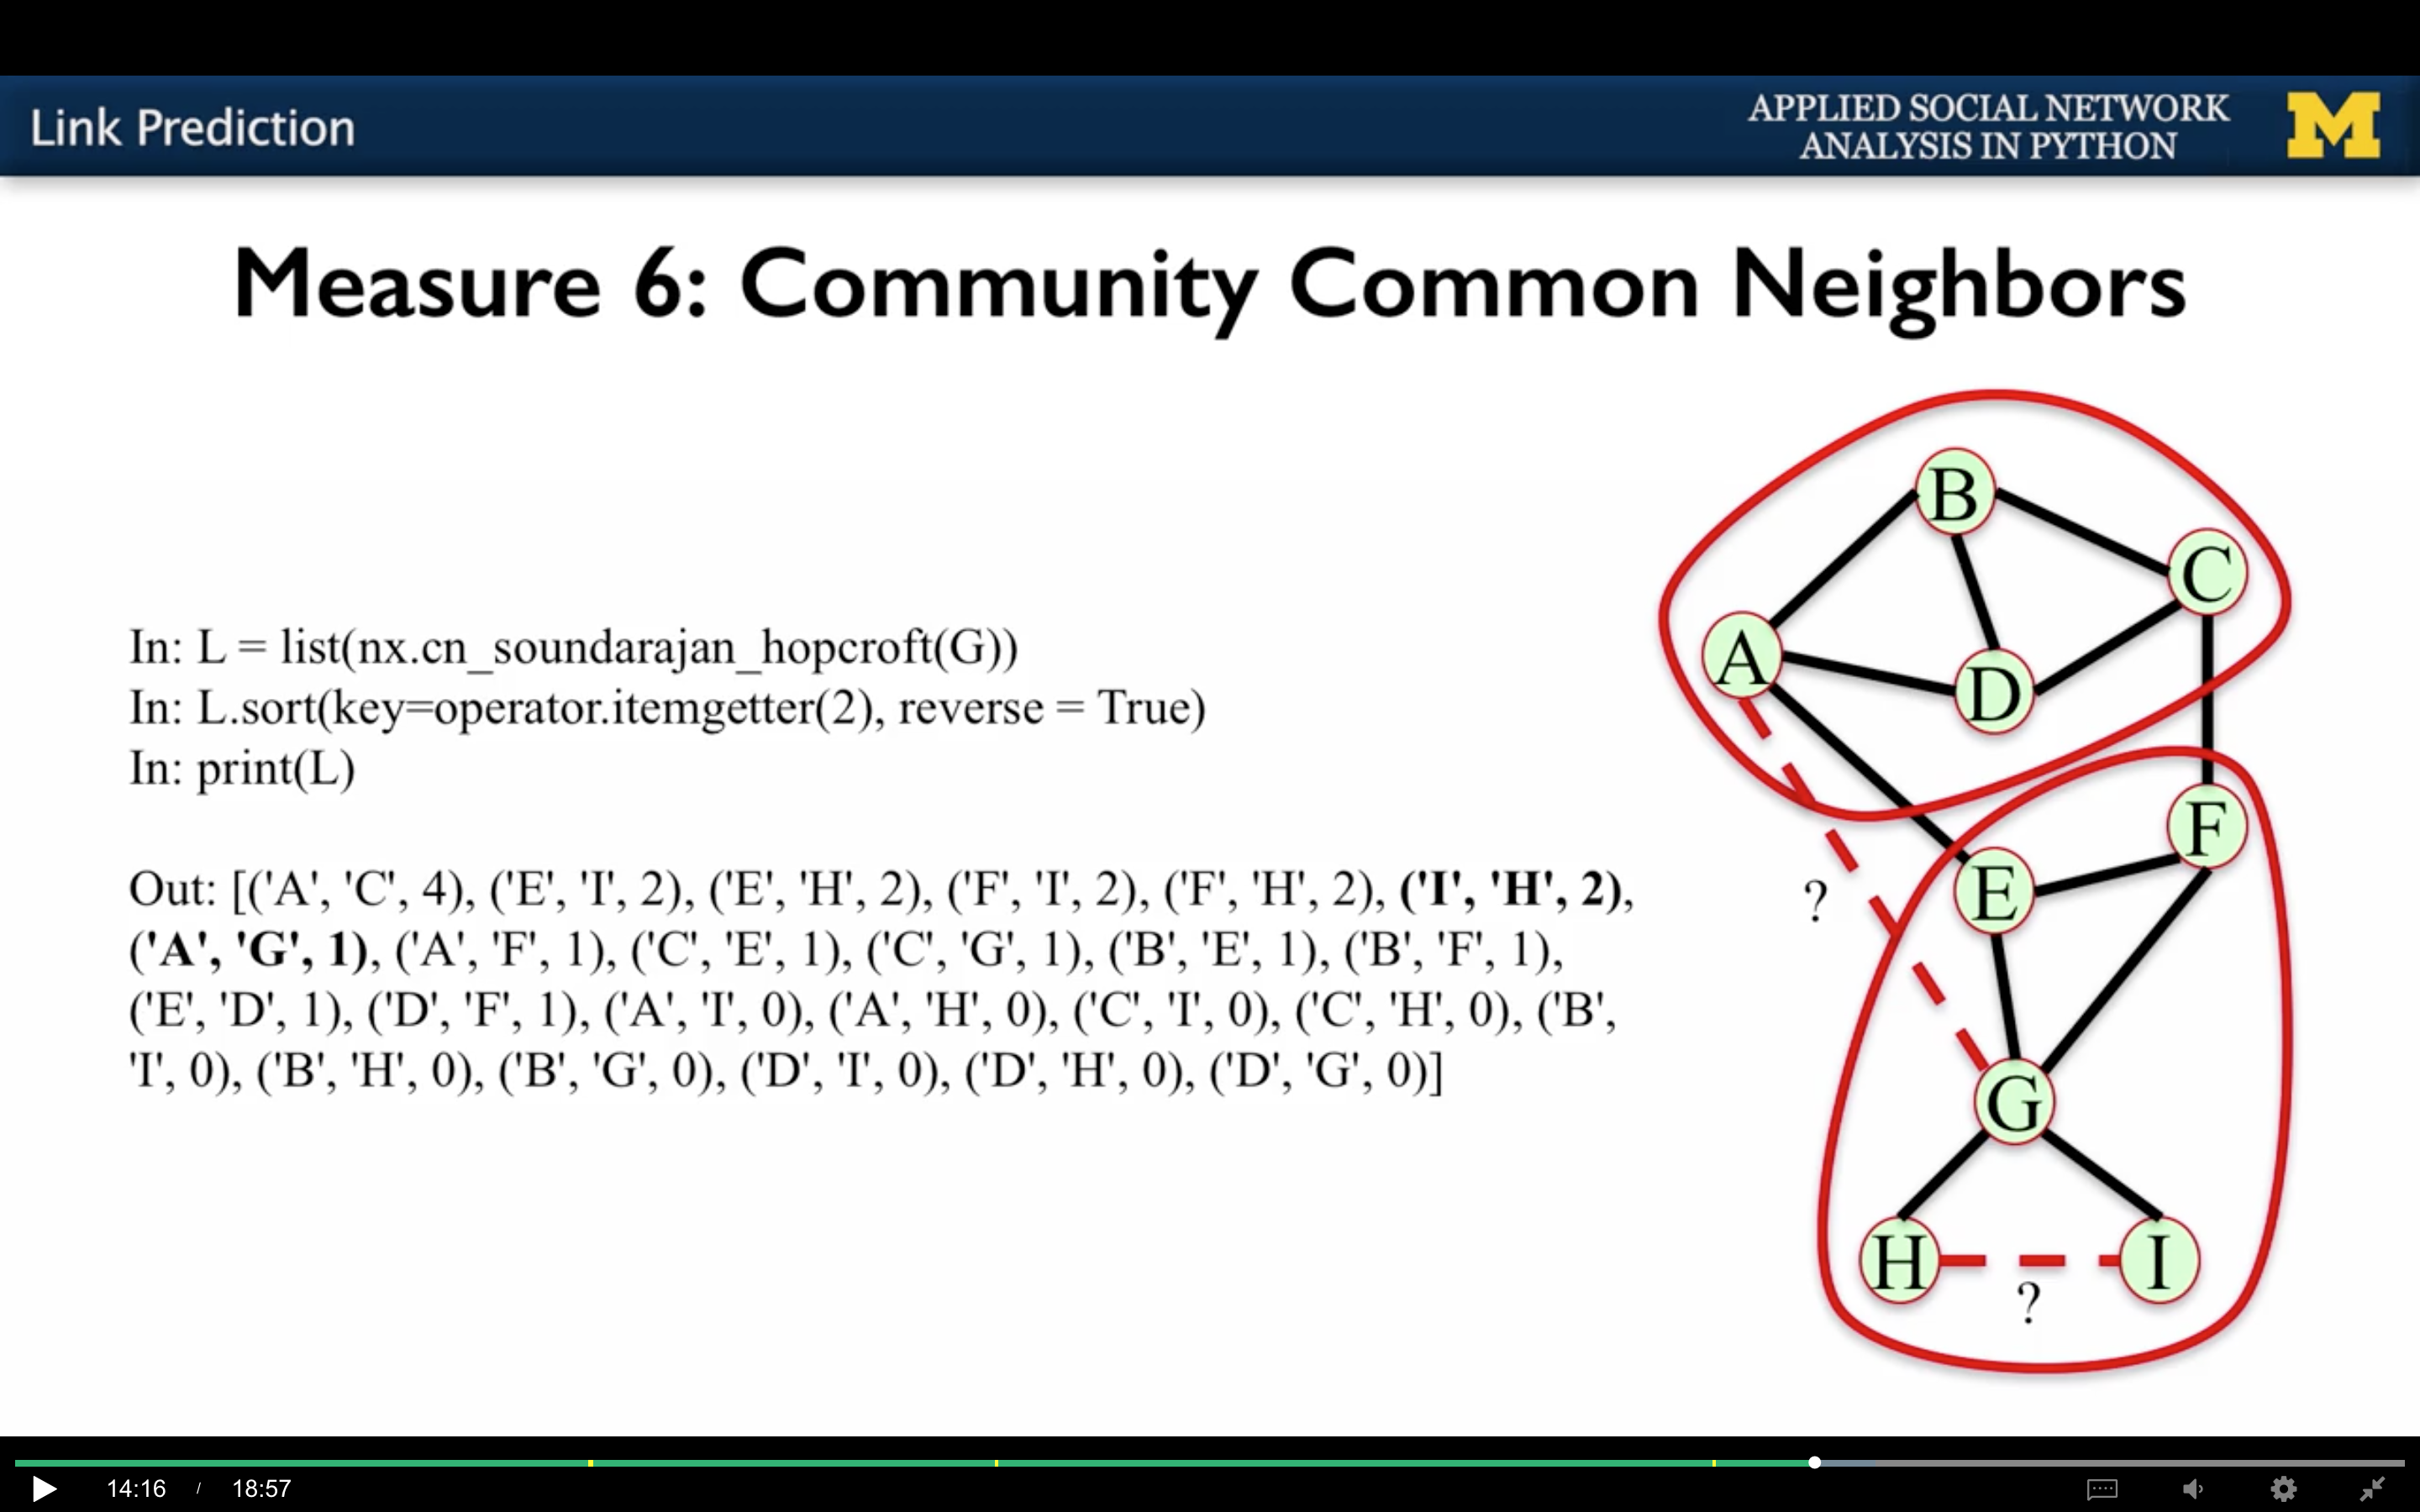 Link Prediction
APPLIED SOCIAL NETWORK
ANALYSIS IN PYTHON
M
Measure 6: Community Common Neighbors
In: L = list(nx.cn_soundarajan_hopcroft(G))
In: L.sort(key=operator.itemgetter(2), reverse = True)
In: print(L)
Out: [('A', 'C', 4), ('E', 'I', 2), ('E', 'H', 2), ('F', 'I', 2), ('F', 'H', 2), ('I', 'H', 2),
('A', 'G', 1), ('A', 'F', 1), ('C', 'E', 1), ('C', 'G', 1), ('B', 'E', 1), ('B', 'F', 1),
('E', 'D', 1), ('D', 'F', 1), ('A', 'I', 0), ('A', 'H', 0), ('C', 'I', 0), ('C', 'H', 0), ('B',
'I', 0), ('B', 'H', 0), ('B', 'G', 0), ('D', 'I', 0), ('D', 'H', 0), ('D', 'G', 0)]
B
C
A
D
F
E
?
G
H
I
?
14:16 / 18:57